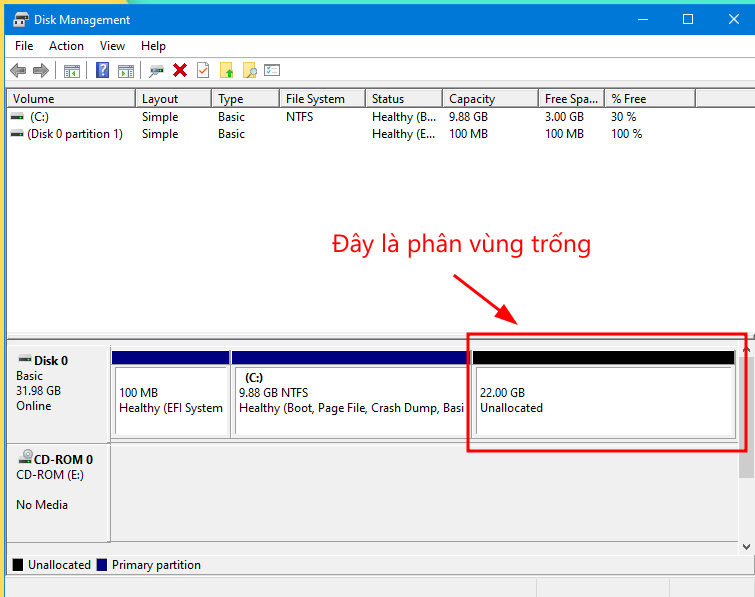 Disk Management
File Action View Help
Volume Layout Type File System Status Capacity Free Spa... % Free
(C:) Simple Basic NTFS Healthy (B... 9.88 GB 3.00 GB 30 %
(Disk 0 partition 1) Simple Basic Healthy (E... 100 MB 100 MB 100 %
Đây là phân vùng trống
Disk 0
Basic
31.98 GB
Online
100 MB
Healthy (EFI System
(C:)
9.88 GB NTFS
Healthy (Boot, Page File, Crash Dump, Basi
22.00 GB
Unallocated
CD-ROM 0
CD-ROM (E:)
No Media
Unallocated Primary partition